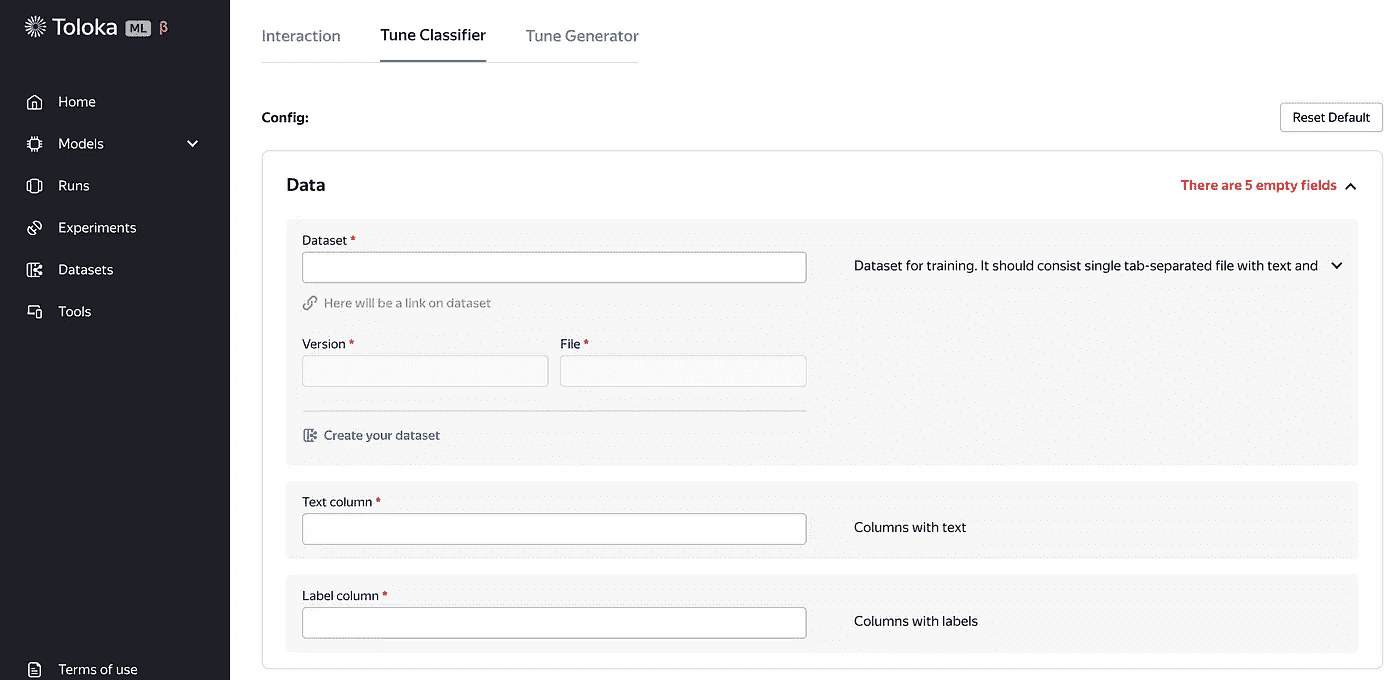 Toloka ML β
Home
Models
Runs
Experiments
Datasets
Tools
Terms of use
Interaction
Tune Classifier
Tune Generator
Config:
Reset Default
Data
There are 5 empty fields
Dataset *
Dataset for training. It should consist single tab-separated file with text and
Here will be a link on dataset
Version *
File *
Create your dataset
Text column *
Columns with text
Label column *
Columns with labels